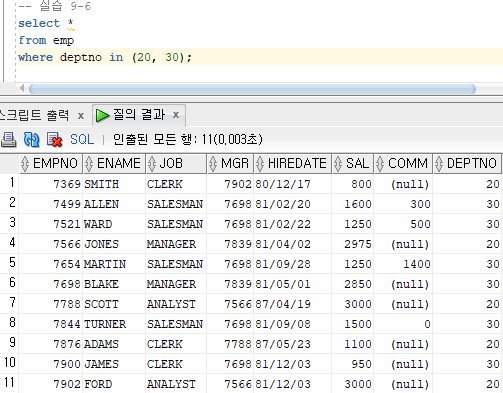 -- 실습 9-6
select *
from emp
where deptno in (20, 30);
스크립트 출력 x 질의 결과 x
SQL | 인출된 모든 행: 11(0,003초)
EMPNO ENAME JOB MGR HIREDATE SAL COMM DEPTNO
1 7369 SMITH CLERK 7902 80/12/17 800 (null) 20
2 7499 ALLEN SALESMAN 7698 81/02/20 1600 300 30
3 7521 WARD SALESMAN 7698 81/02/22 1250 500 30
4 7566 JONES MANAGER 7839 81/04/02 2975 (null) 20
5 7654 MARTIN SALESMAN 7698 81/09/28 1250 1400 30
6 7698 BLAKE MANAGER 7839 81/05/01 2850 (null) 30
7 7788 SCOTT ANALYST 7566 87/04/19 3000 (null) 20
8 7844 TURNER SALESMAN 7698 81/09/08 1500 0 30
9 7876 ADAMS CLERK 7788 87/05/23 1100 (null) 20
10 7900 JAMES CLERK 7698 81/12/03 950 (null) 30
11 7902 FORD ANALYST 7566 81/12/03 3000 (null) 20